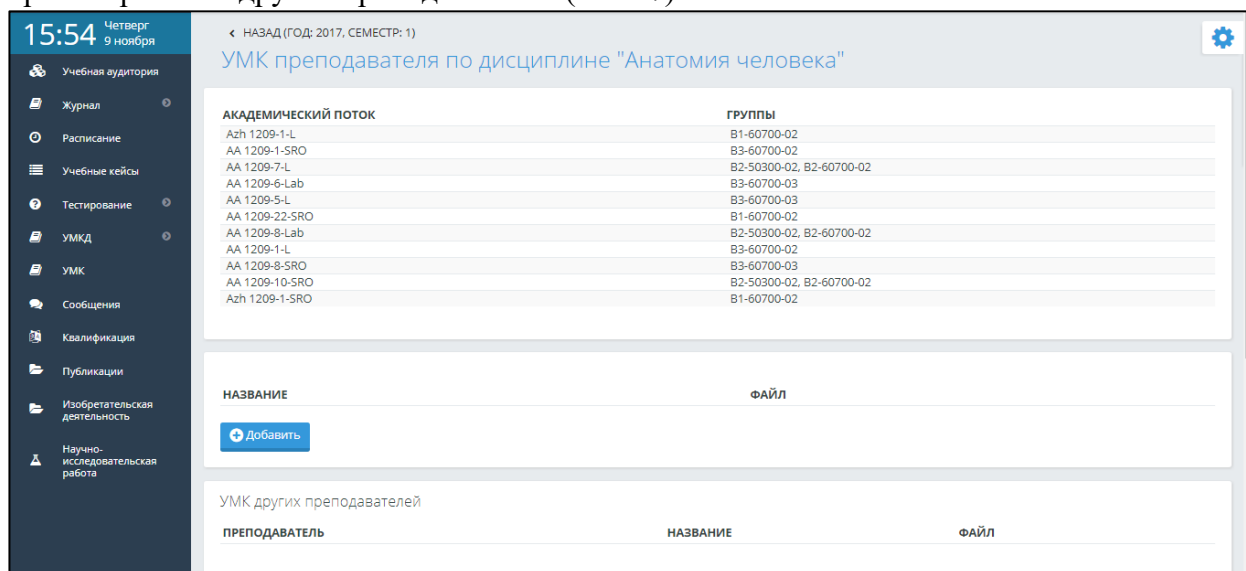 15:54 Четверг
9 ноября
Учебная аудитория
Журнал
Расписание
Учебные кейсы
Тестирование
УМКД
УМК
Сообщения
Квалификация
Публикации
Изобретательская
деятельность
Научно-
исследовательская
работа
НАЗАД (ГОД: 2017, СЕМЕСТР: 1)
УМК преподавателя по дисциплине "Анатомия человека"
АКАДЕМИЧЕСКИЙ ПОТОК ГРУППЫ
Azh 1209-1-L B1-60700-02
AA 1209-1-SRO B3-60700-02
AA 1209-7-L B2-50300-02, B2-60700-02
AA 1209-6-Lab B3-60700-03
AA 1209-5-L B3-60700-03
AA 1209-22-SRO B1-60700-02
AA 1209-8-Lab B2-50300-02, B2-60700-02
AA 1209-1-L B3-60700-02
AA 1209-8-SRO B3-60700-03
AA 1209-10-SRO B2-50300-02, B2-60700-02
Azh 1209-1-SRO B1-60700-02
НАЗВАНИЕ ФАЙЛ
Добавить
УМК других преподавателей
ПРЕПОДАВАТЕЛЬ НАЗВАНИЕ ФАЙЛ